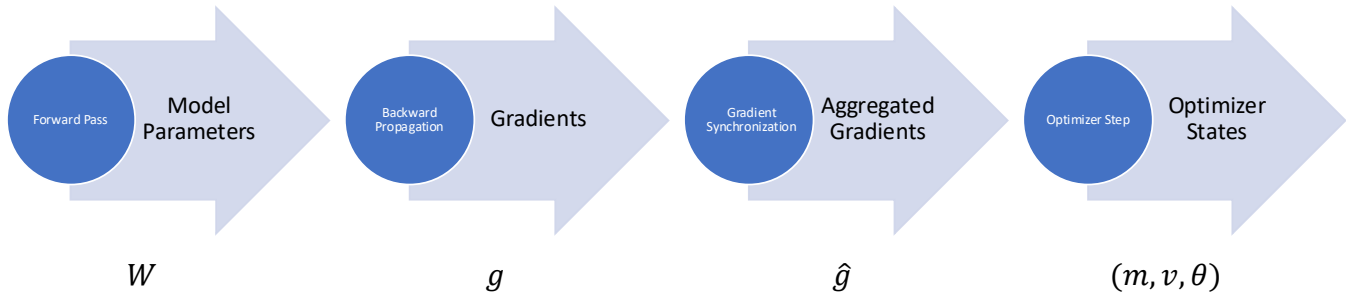 Forward Pass
Model
Parameters
Backward
Propagation
Gradients
Gradient
Synchronization
Aggregated
Gradients
Optimizer Step
Optimizer
States
W
g
ĝ
(m, v, θ)